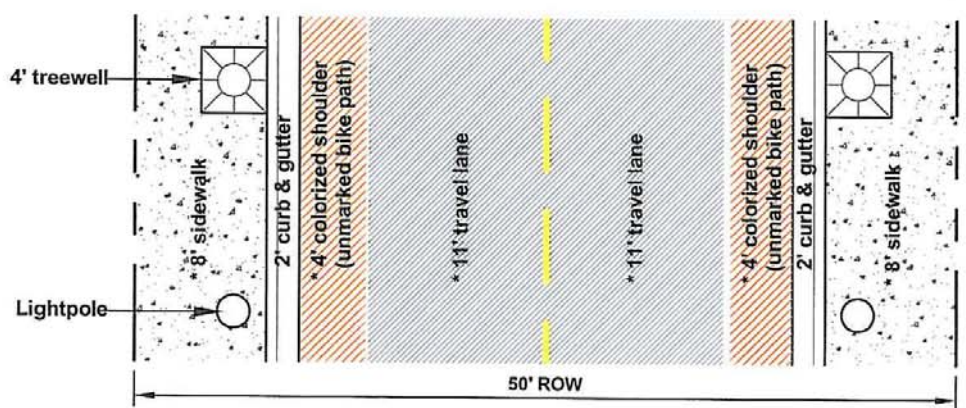 4' treewell
Lightpole
* 8' sidewalk
2' curb & gutter
* 4' colorized shoulder
(unmarked bike path)
* 11' travel lane
* 11' travel lane
* 4' colorized shoulder
(unmarked bike path)
2' curb & gutter
* 8' sidewalk
50' ROW